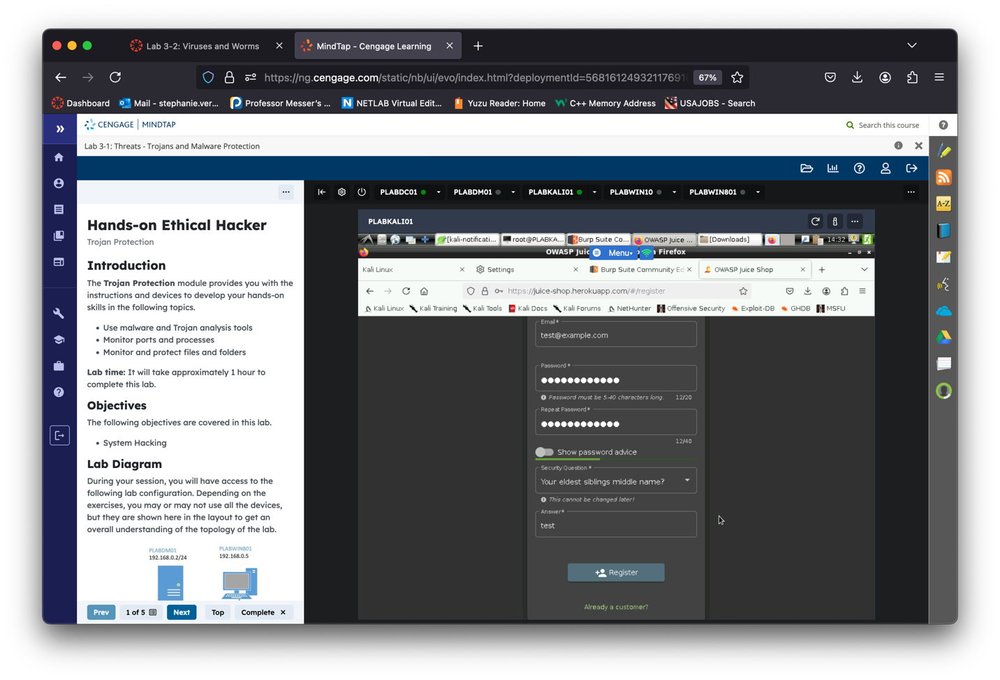 Lab 3-2: Viruses and Worms
MindTap - Cengage Learning
https://ng.cengage.com/static/nb/ui/evo/index.html?deploymentId=5681612493211769
67%
Dashboard
Mail - stephanie.ver...
Professor Messer's ...
NETLAB Virtual Edit...
Yuzu Reader: Home
C++ Memory Address
USAJOBS - Search
CENGAGE | MINDTAP
Search this course
Lab 3-1: Threats - Trojans and Malware Protection
PLABDC01
PLABDM01
PLABKALI01
PLABWIN10
PLABWIN801
Hands-on Ethical Hacker
Trojan Protection
Introduction
The Trojan Protection module provides you with the
instructions and devices to develop your hands-on
skills in the following topics.
• Use malware and Trojan analysis tools
• Monitor ports and processes
• Monitor and protect files and folders
Lab time: It will take approximately 1 hour to
complete this lab.
Objectives
The following objectives are covered in this lab.
• System Hacking
Lab Diagram
During your session, you will have access to the
following lab configuration. Depending on the
exercises, you may or may not use all the devices,
but they are shown here in the layout to get an
overall understanding of the topology of the lab.
PLABDM01
192.168.0.2/24
PLABWIN801
192.168.0.5
Prev
1 of 5
Next
Top
Complete
PLABKALI01
[kali-notificati...
root@PLABKA...
Burp Suite Co...
OWASP Juice ...
[Downloads]
14:32
OWASP Juic
Menu
Firefox
Kali Linux
Settings
Burp Suite Community Ed
OWASP Juice Shop
https://juice-shop.herokuapp.com/#/register
Kali Linux
Kali Training
Kali Tools
Kali Docs
Kali Forums
NetHunter
Offensive Security
Exploit-DB
GHDB
MSFU
Email*
test@example.com
Password *
Password must be 5-40 characters long.
12/20
Repeat Password*
12/40
Show password advice
Security Question *
Your eldest siblings middle name?
This cannot be changed later!
Answer*
test
Register
Already a customer?
A-Z